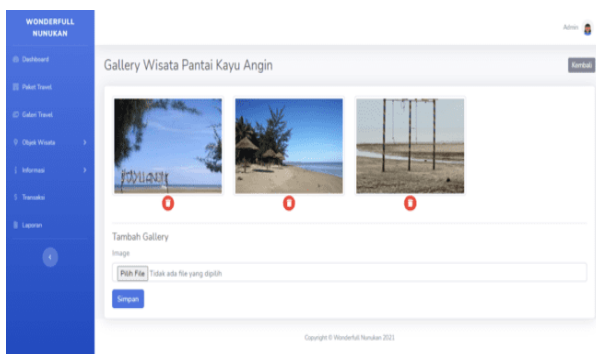 WONDERFULL
NUNUKAN
Admin
Dashboard
Gallery Wisata Pantai Kayu Angin
Kembali
Paket Travel
Galeri Travel
Objek Wisata
Informasi
Transaksi
Laporan
Tambah Gallery
Image
Pilih File Tidak ada file yang dipilih
Simpan
Copyright © Wonderfull Nunukan 2021